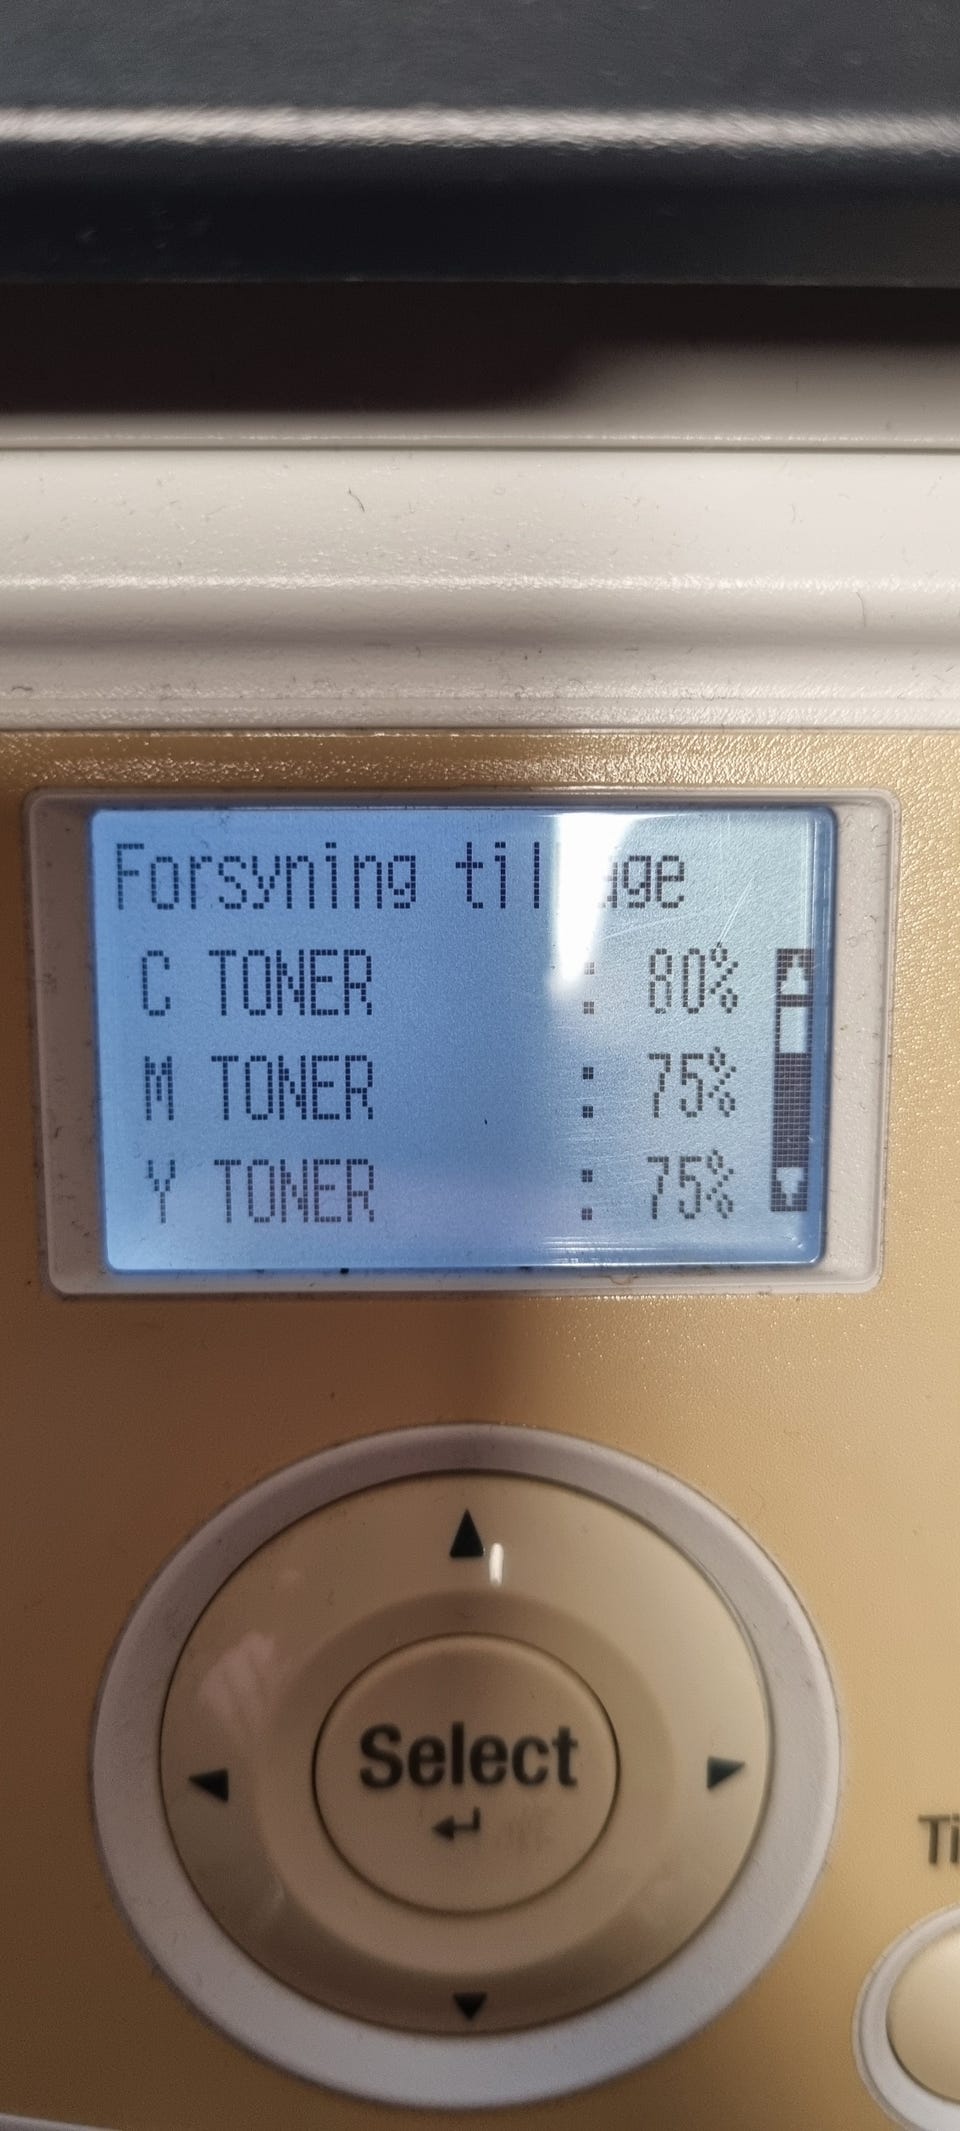 Forsyning til
C TONER : 80%
M TONER : 75%
Y TONER : 75%
Select